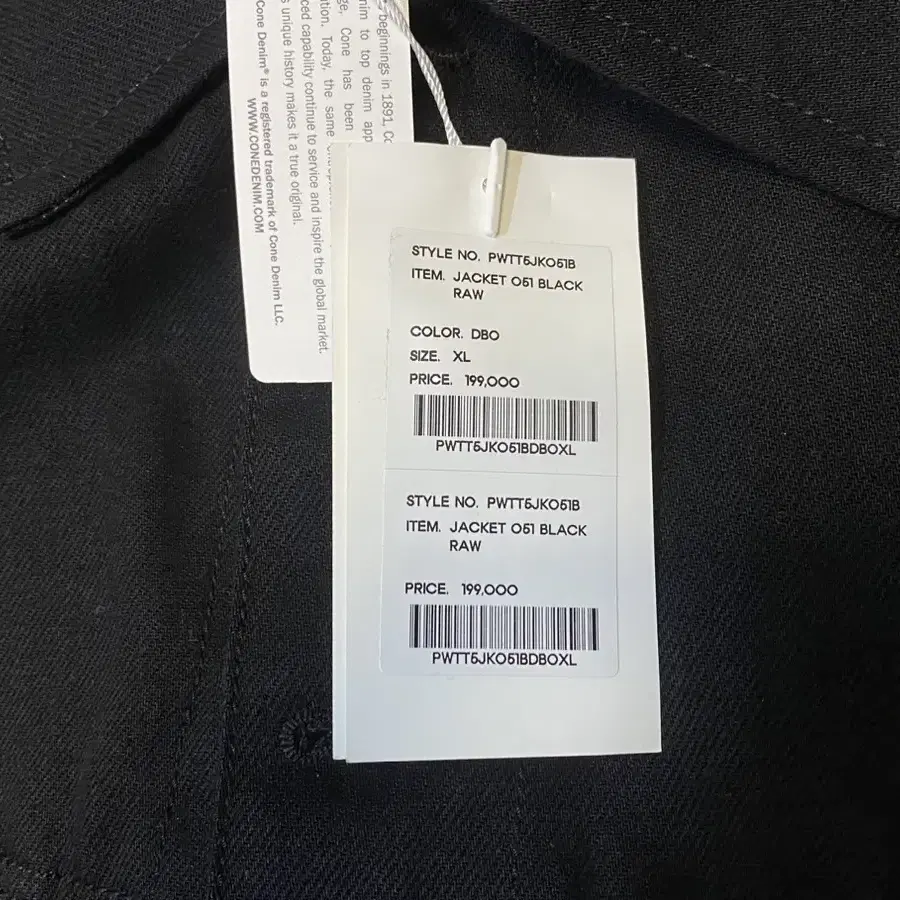 beginnings in 1891,
nim to top denim
Cone has been
tion. Today, the same
ced capability continue to service and inspire the global market.
unique history makes it a true original.
Cone Denim® is a registered trademark of Cone Denim LLC.
WWW.CONEDENIM.COM
STYLE NO. PWTT5JKO51B
ITEM. JACKET O51 BLACK
RAW
COLOR. DBO
SIZE. XL
PRICE. 199,000
PWTT5JKO51BDBOXL
STYLE NO. PWTT5JKO51B
ITEM. JACKET O51 BLACK
RAW
PRICE. 199,000
PWTT5JKO51BDBOXL